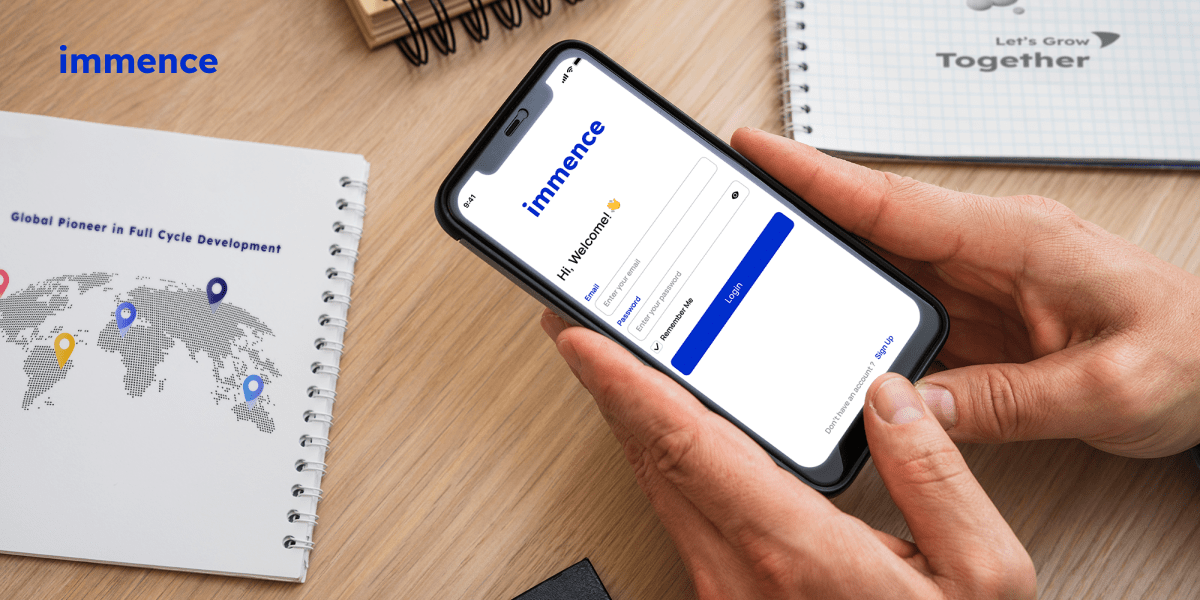 immence
Let's Grow
Together
Global Pioneer in Full Cycle Development
9:41
immence
Hi, Welcome! 👋
Email
Enter your email
Password
Enter your password
Remember Me
Login
Don't have an account ? Sign Up